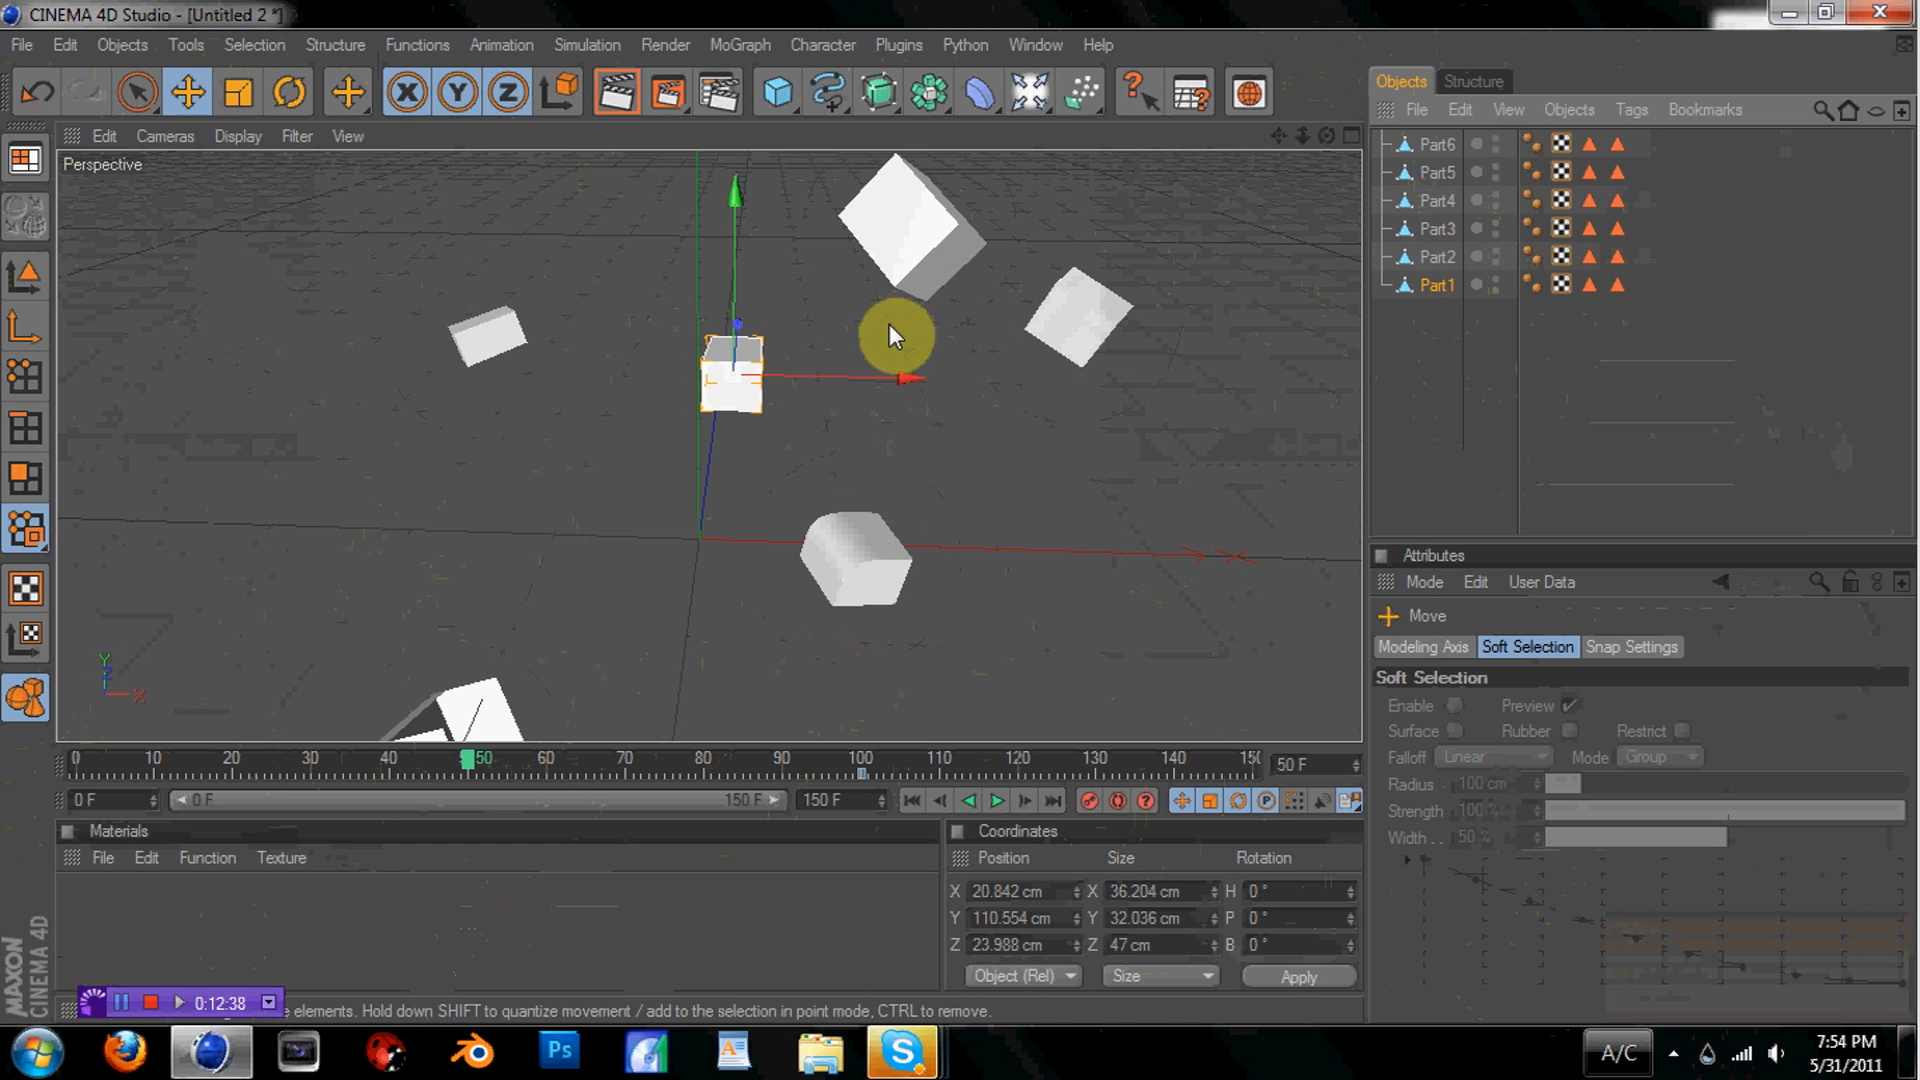 CINEMA 4D Studio - [Untitled 2 *]
File Edit Objects Tools Selection Structure Functions Animation Simulation Render MoGraph Character Plugins Python Window Help
Objects Structure
File Edit View Objects Tags Bookmarks
Edit Cameras Display Filter View
Perspective
Part6
Part5
Part4
Part3
Part2
Part1
Y
Z
X
Attributes
Mode Edit User Data
Move
Modeling Axis Soft Selection Snap Settings
Soft Selection
Enable Preview
Surface Rubber Restrict
Falloff Linear Mode Group
Radius 100 cm
Strength 100 %
Width . . 50 %
0 10 20 30 40 50 60 70 80 90 100 110 120 130 140 50 F
0 F 0 F 150 F 150 F
Materials
File Edit Function Texture
Coordinates
Position Size Rotation
X 20.842 cm X 36.204 cm H 0 °
Y 110.554 cm Y 32.036 cm P 0 °
Z 23.988 cm Z 47 cm B 0 °
Object (Rel) Size Apply
MAXON
CINEMA 4D
0:12:38
elements. Hold down SHIFT to quantize movement / add to the selection in point mode, CTRL to remove.
Ps
A/C
7:54 PM
5/31/2011